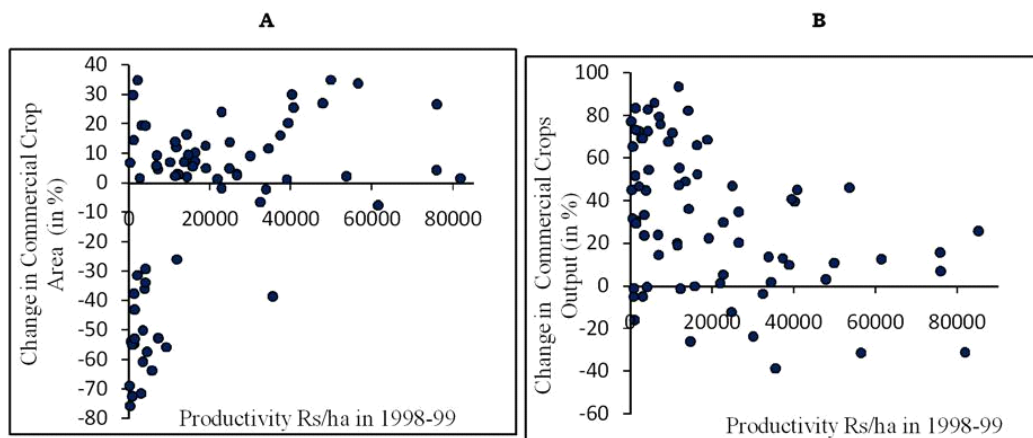 A
40
30
20
10
0
-10
-20
-30
-40
-50
-60
-70
-80
0 20000 40000 60000 80000
Change in Commercial Crop
Area (in %)
Productivity Rs/ha in 1998-99
B
100
80
60
40
20
0
-20
-40
-60
0 20000 40000 60000 80000
Change in Commercial Crops
Output (in %)
Productivity Rs/ha in 1998-99